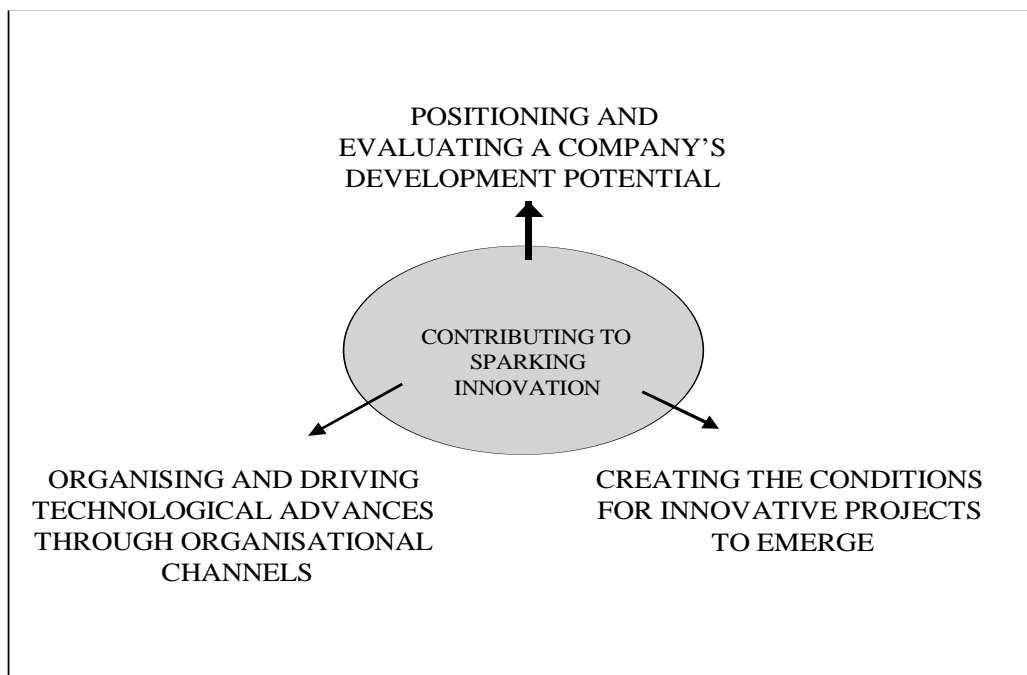 POSITIONING AND
EVALUATING A COMPANY’S
DEVELOPMENT POTENTIAL
CONTRIBUTING TO
SPARKING
INNOVATION
ORGANISING AND DRIVING
TECHNOLOGICAL ADVANCES
THROUGH ORGANISATIONAL
CHANNELS
CREATING THE CONDITIONS
FOR INNOVATIVE PROJECTS
TO EMERGE